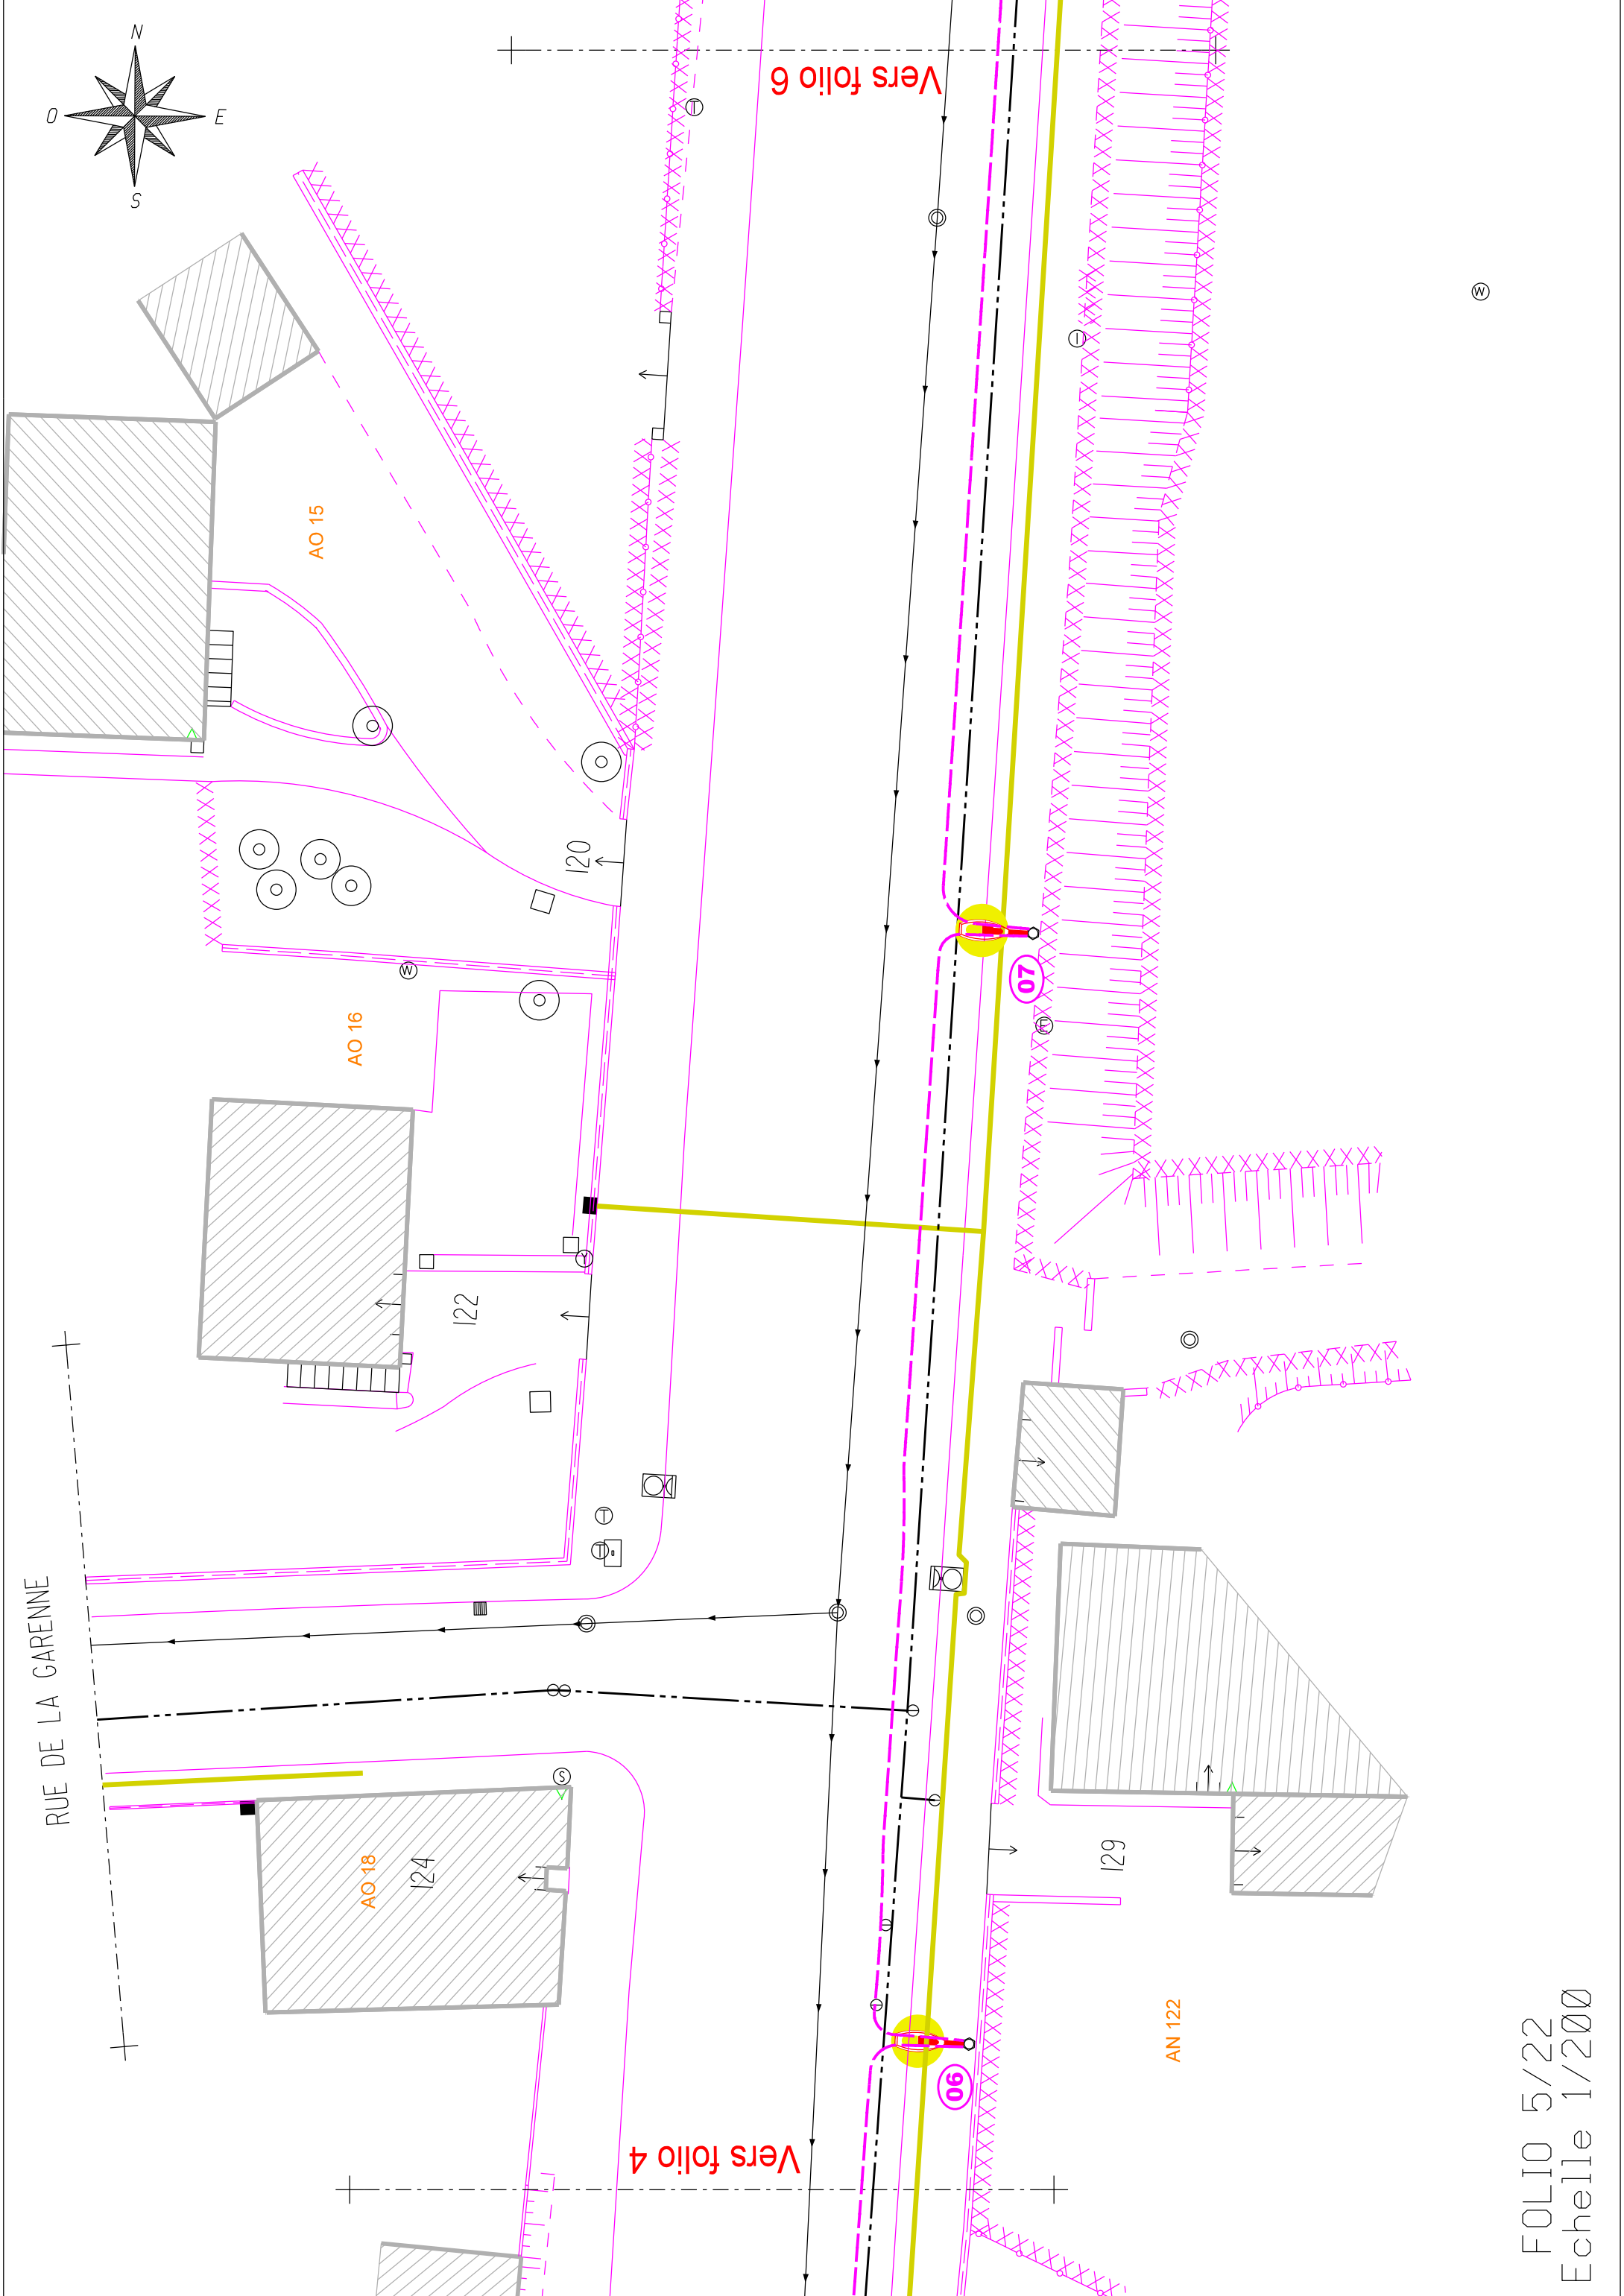 N
O
E
S
Vers folio 6
T
W
I
AO 15
120
W
07
E
AO 16
Y
122
T
T
RUE DE LA GARENNE
S
AO 18
124
129
06
AN 122
Vers folio 4
FOLIO 5/22
Echelle 1/200